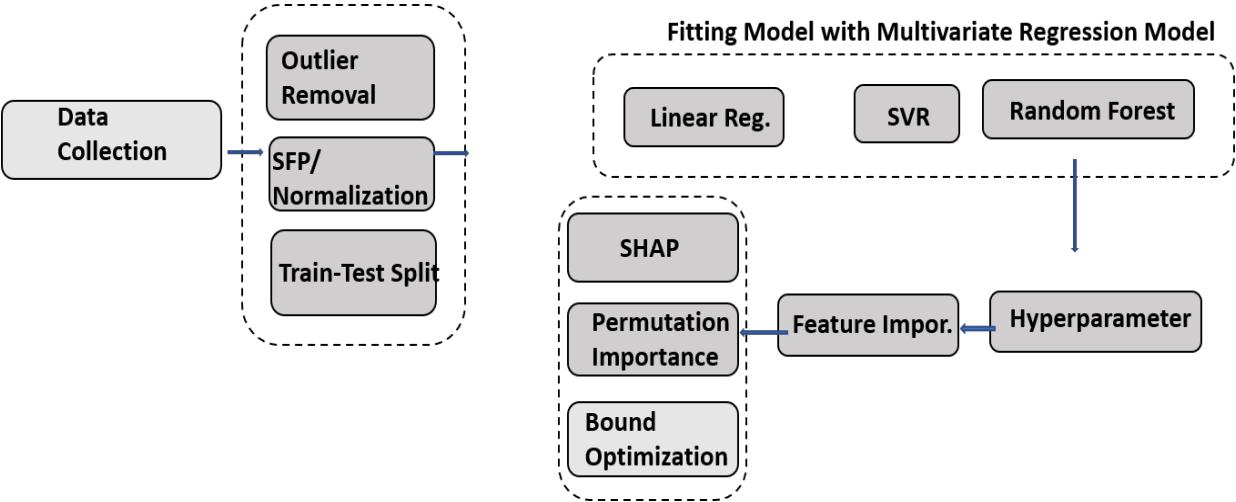 Data
Collection
Outlier
Removal
SFP/
Normalization
Train-Test Split
Fitting Model with Multivariate Regression Model
Linear Reg.
SVR
Random Forest
Hyperparameter
Feature Impor.
SHAP
Permutation
Importance
Bound
Optimization